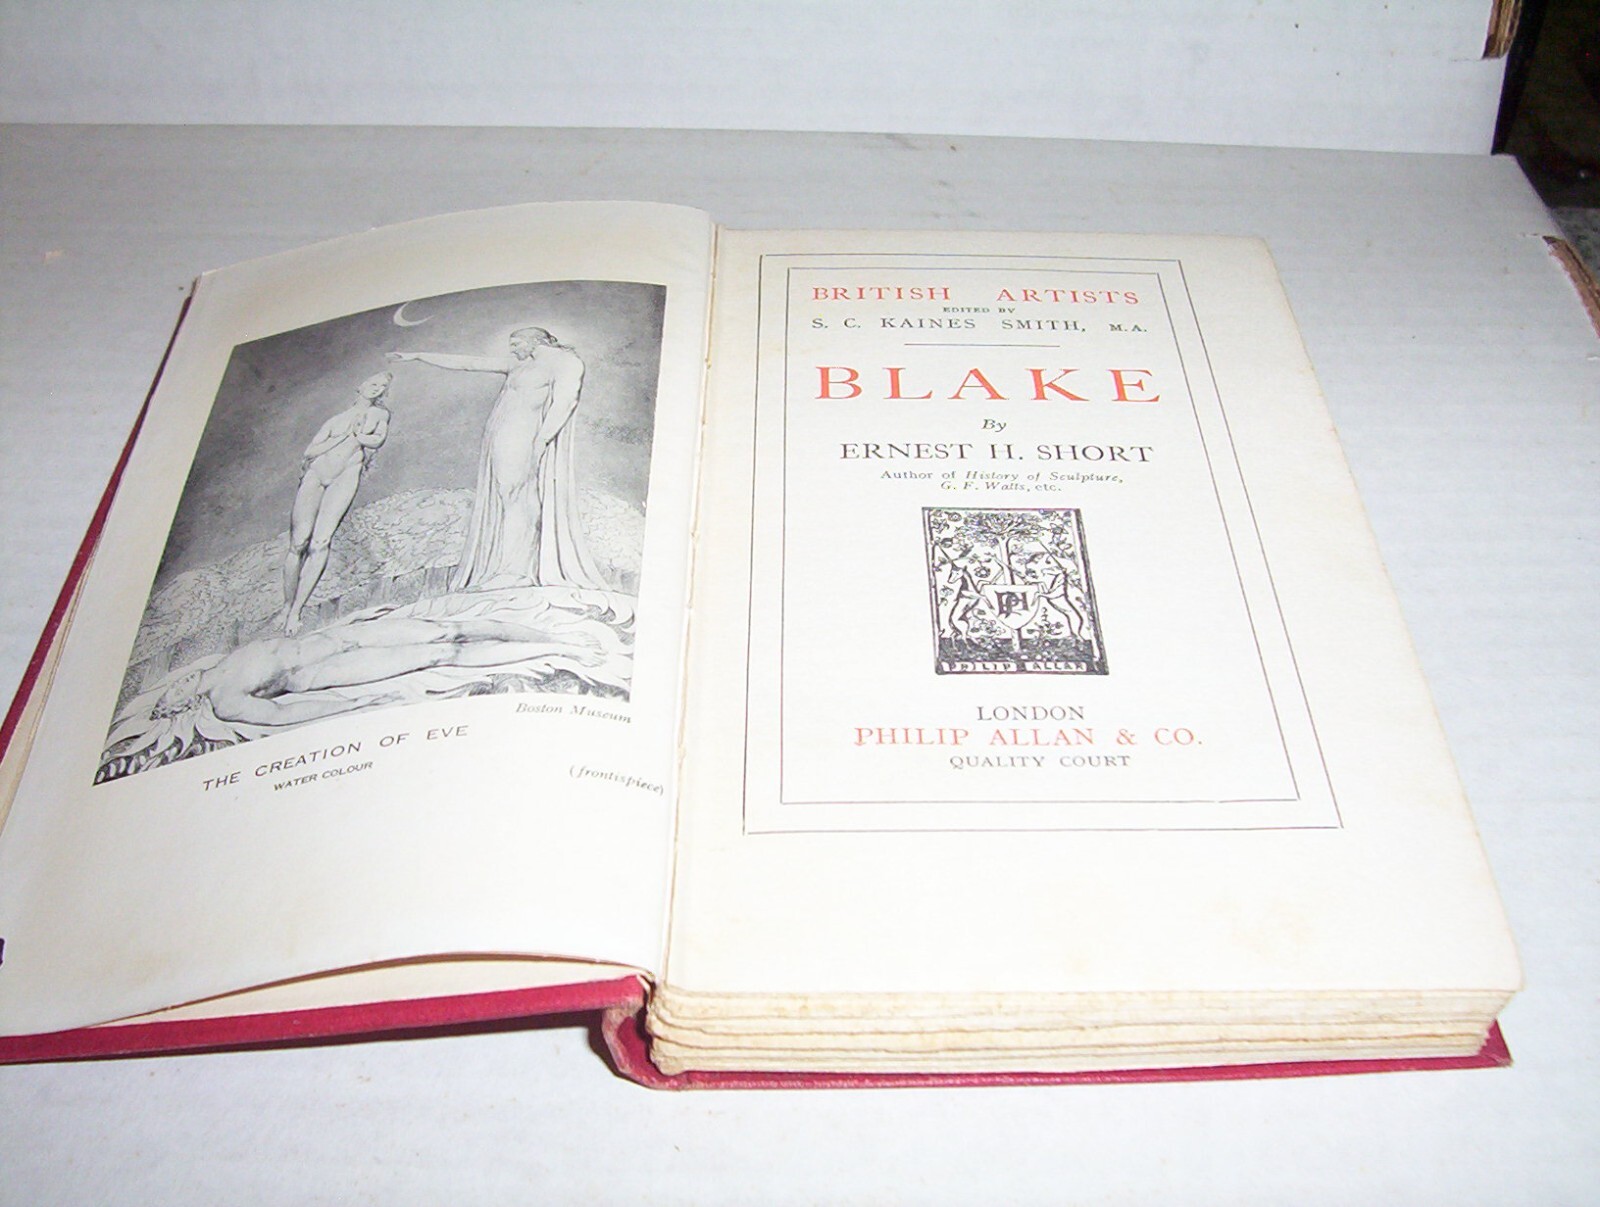 Boston Museum
THE CREATION OF EVE
WATER COLOUR
(frontispiece)
BRITISH ARTISTS
EDITED BY
S. C. KAINES SMITH, M.A.
BLAKE
By
ERNEST H. SHORT
Author of History of Sculpture,
G. F. Watts, etc.
PA
PHILIP ALLAN
LONDON
PHILIP ALLAN & CO.
QUALITY COURT